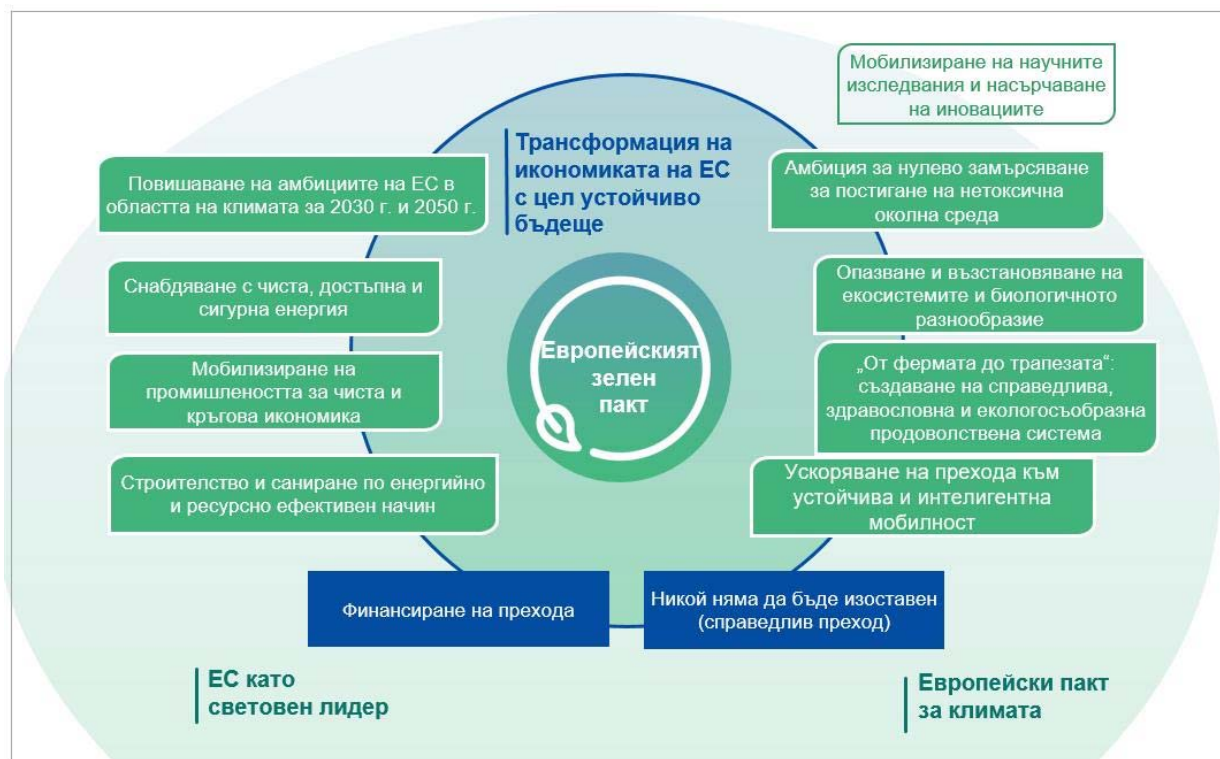 Мобилизиране на научните
изследвания и насърчаване
на иновациите
Трансформация на
икономиката на ЕС
с цел устойчиво
бъдеще
Повишаване на амбициите на ЕС в
областта на климата за 2030 г. и 2050 г.
Снабдяване с чиста, достъпна и
сигурна енергия
Мобилизиране на
промишлеността за чиста и
кръгова икономика
Строителство и саниране по енергийно
и ресурсно ефективен начин
Европейският
зелен
пакт
Амбиция за нулево замърсяване
за постигане на нетоксична
околна среда
Опазване и възстановяване на
екосистемите и биологичното
разнообразие
„От фермата до трапезата“:
създаване на справедлива,
здравословна и екологосъобразна
продоволствена система
Ускоряване на прехода към
устойчива и интелигентна
мобилност
Финансиране на прехода
Никой няма да бъде изоставен
(справедлив преход)
ЕС като
световен лидер
Европейски пакт
за климата